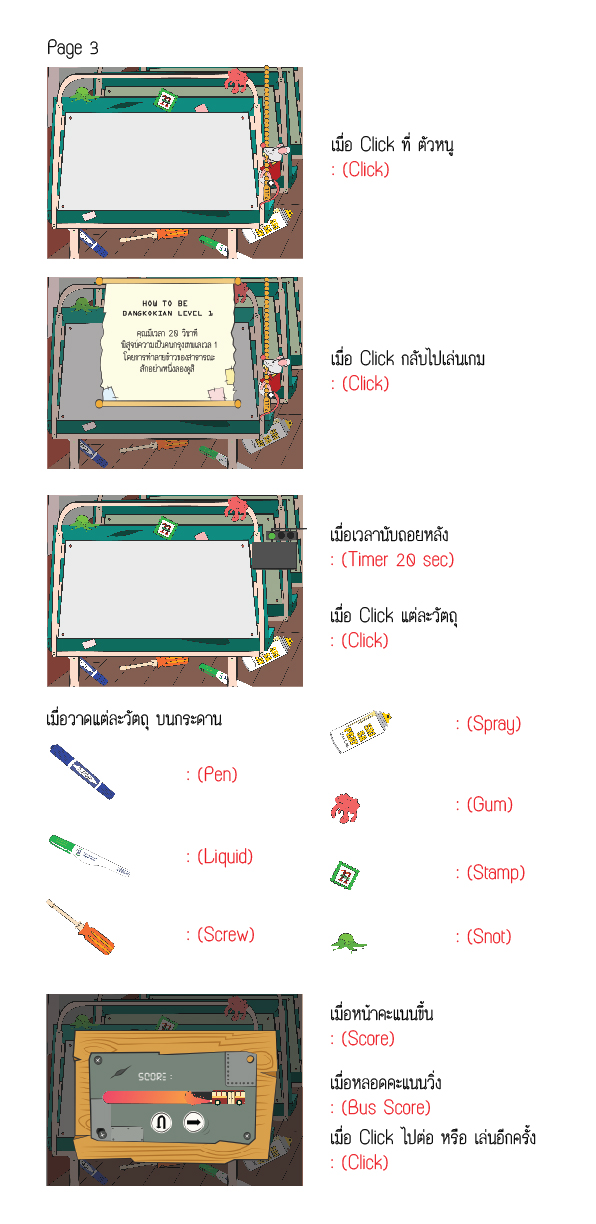 Page 3
เมื่อ Click ที่ ตัวหนู
: (Click)
HOW TO BE
BANGKOKIAN LEVEL 1
คุณมีเวลา 20 วิชาที
พิสูจน์ความเป็นคนกรุงเทพเลเวล 1
โดยการทำลายข้าวของสาธารณะ
สักอย่างหนึ่งลองดูสิ
เมื่อ Click กลับไปเล่นเกม
: (Click)
เมื่อเวลานับถอยหลัง
: (Timer 20 sec)
เมื่อ Click แต่ละวัตถุ
: (Click)
เมื่อวาดแต่ละวัตถุ บนกระดาน
: (Pen)
: (Liquid)
: (Screw)
: (Spray)
: (Gum)
: (Stamp)
: (Snot)
SCORE :
เมื่อหน้าคะแนนขึ้น
: (Score)
เมื่อหลอดคะแนนวิ่ง
: (Bus Score)
เมื่อ Click ไปต่อ หรือ เล่นอีกครั้ง
: (Click)